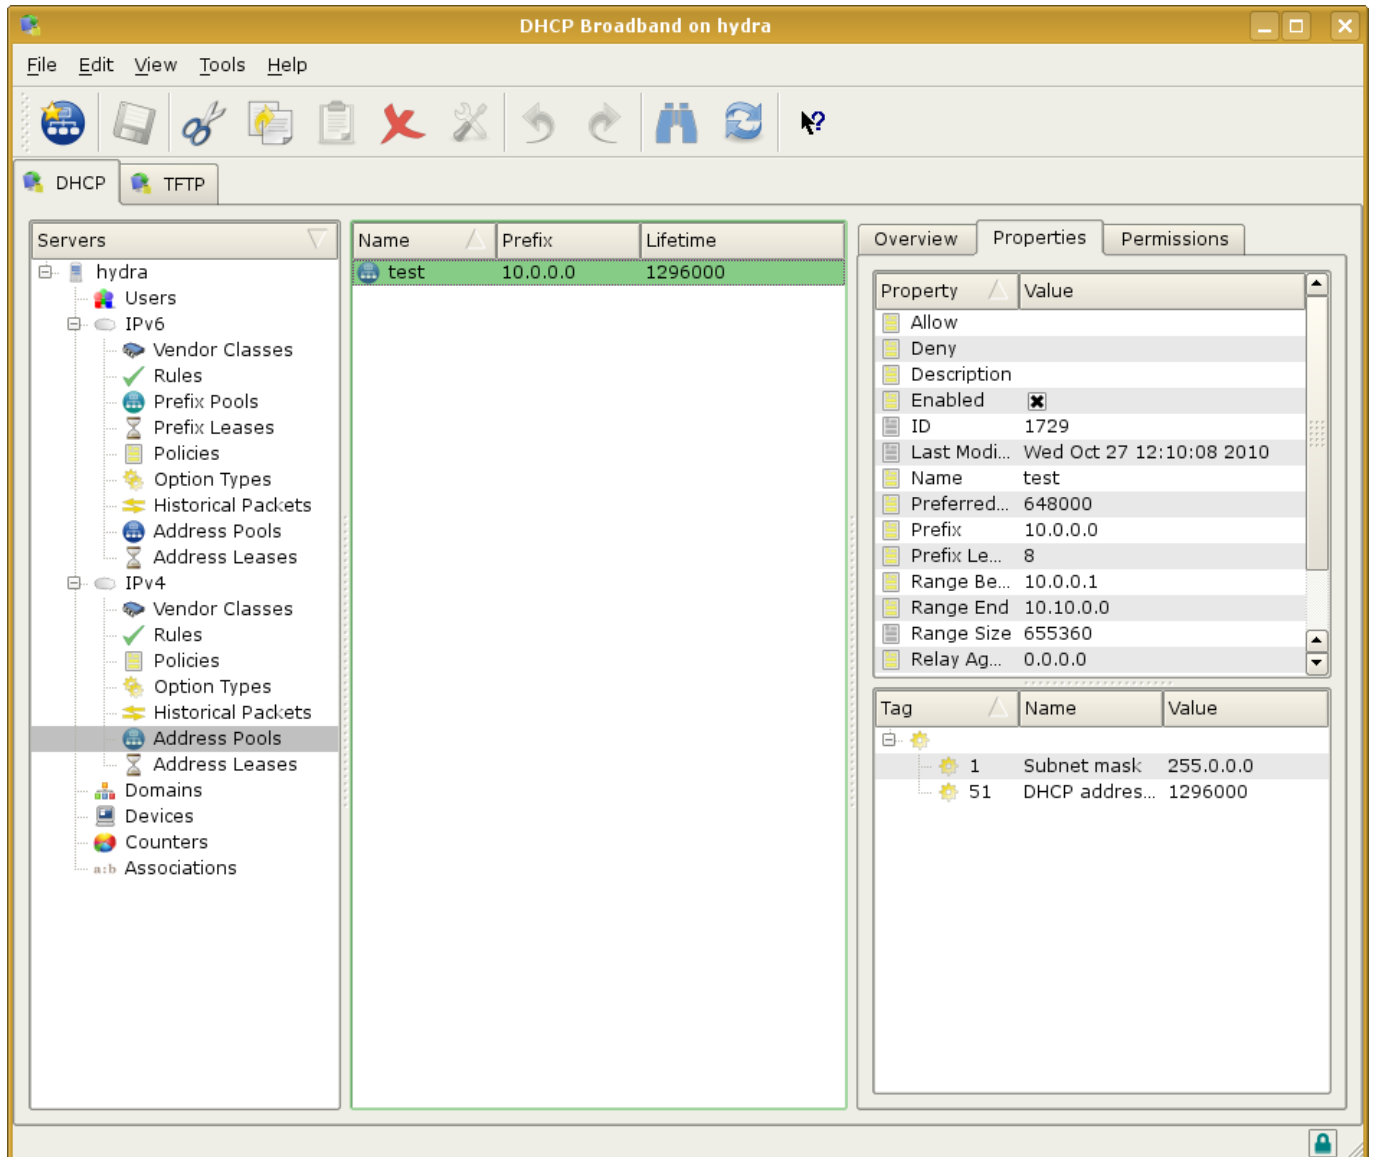 DHCP Broadband on hydra
File Edit View Tools Help
DHCP TFTP
Servers
hydra
Users
IPv6
Vendor Classes
Rules
Prefix Pools
Prefix Leases
Policies
Option Types
Historical Packets
Address Pools
Address Leases
IPv4
Vendor Classes
Rules
Policies
Option Types
Historical Packets
Address Pools
Address Leases
Domains
Devices
Counters
a:b Associations
Name Prefix Lifetime
test 10.0.0.0 1296000
Overview Properties Permissions
Property Value
Allow
Deny
Description
Enabled
ID 1729
Last Modi... Wed Oct 27 12:10:08 2010
Name test
Preferred... 648000
Prefix 10.0.0.0
Prefix Le... 8
Range Be... 10.0.0.1
Range End 10.10.0.0
Range Size 655360
Relay Ag... 0.0.0.0
Tag Name Value
1 Subnet mask 255.0.0.0
51 DHCP addres... 1296000